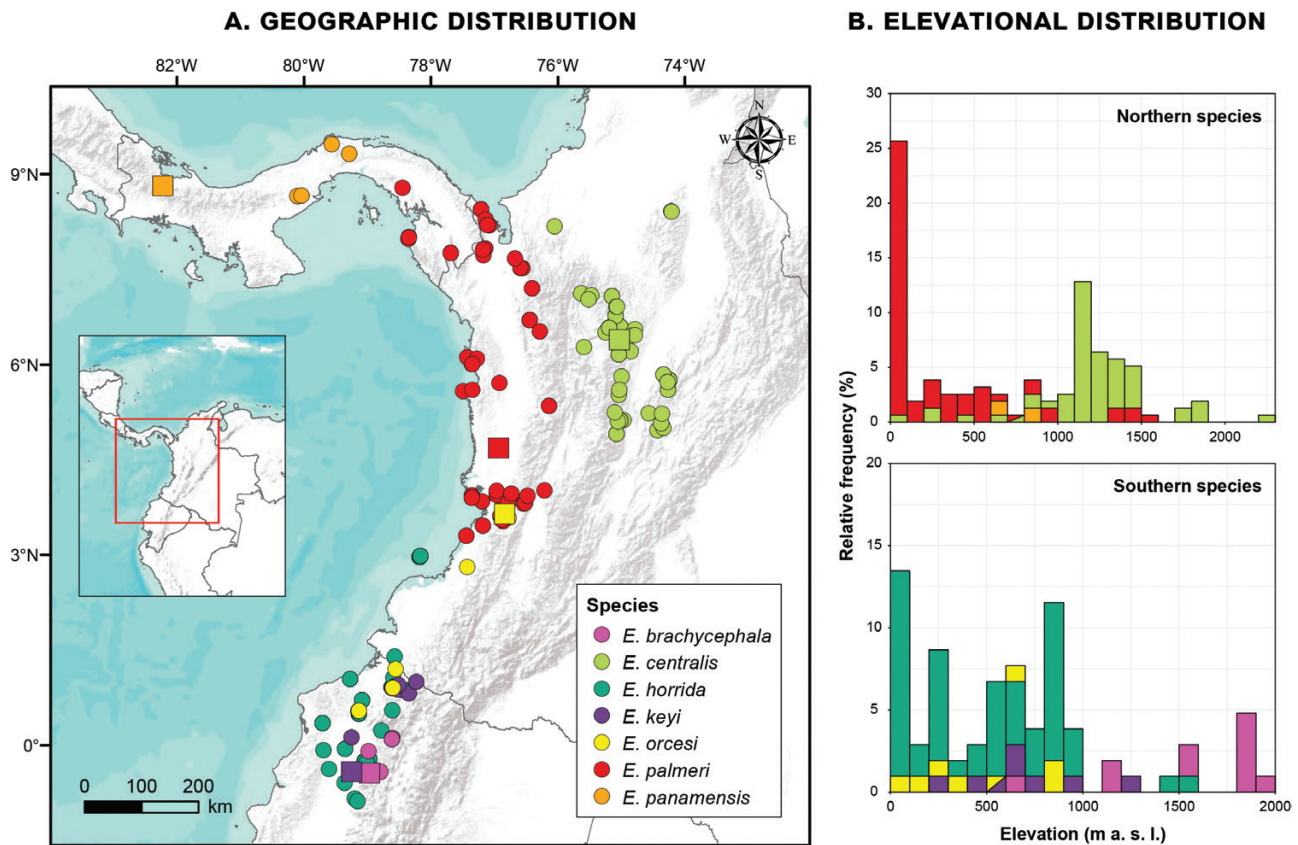 A. GEOGRAPHIC DISTRIBUTION
82°W
80°W
78°W
76°W
74°W
9°N
6°N
3°N
0°
N
W
E
S
Species
E. brachycephala
E. centralis
E. horrida
E. keyi
E. orcesi
E. palmeri
E. panamensis
0 100 200
km
B. ELEVATIONAL DISTRIBUTION
Northern species
30
25
20
15
10
5
0
0 500 1000 1500 2000
Relative frequency (%)
Southern species
20
15
10
5
0
0 500 1000 1500 2000
Elevation (m a. s. l.)